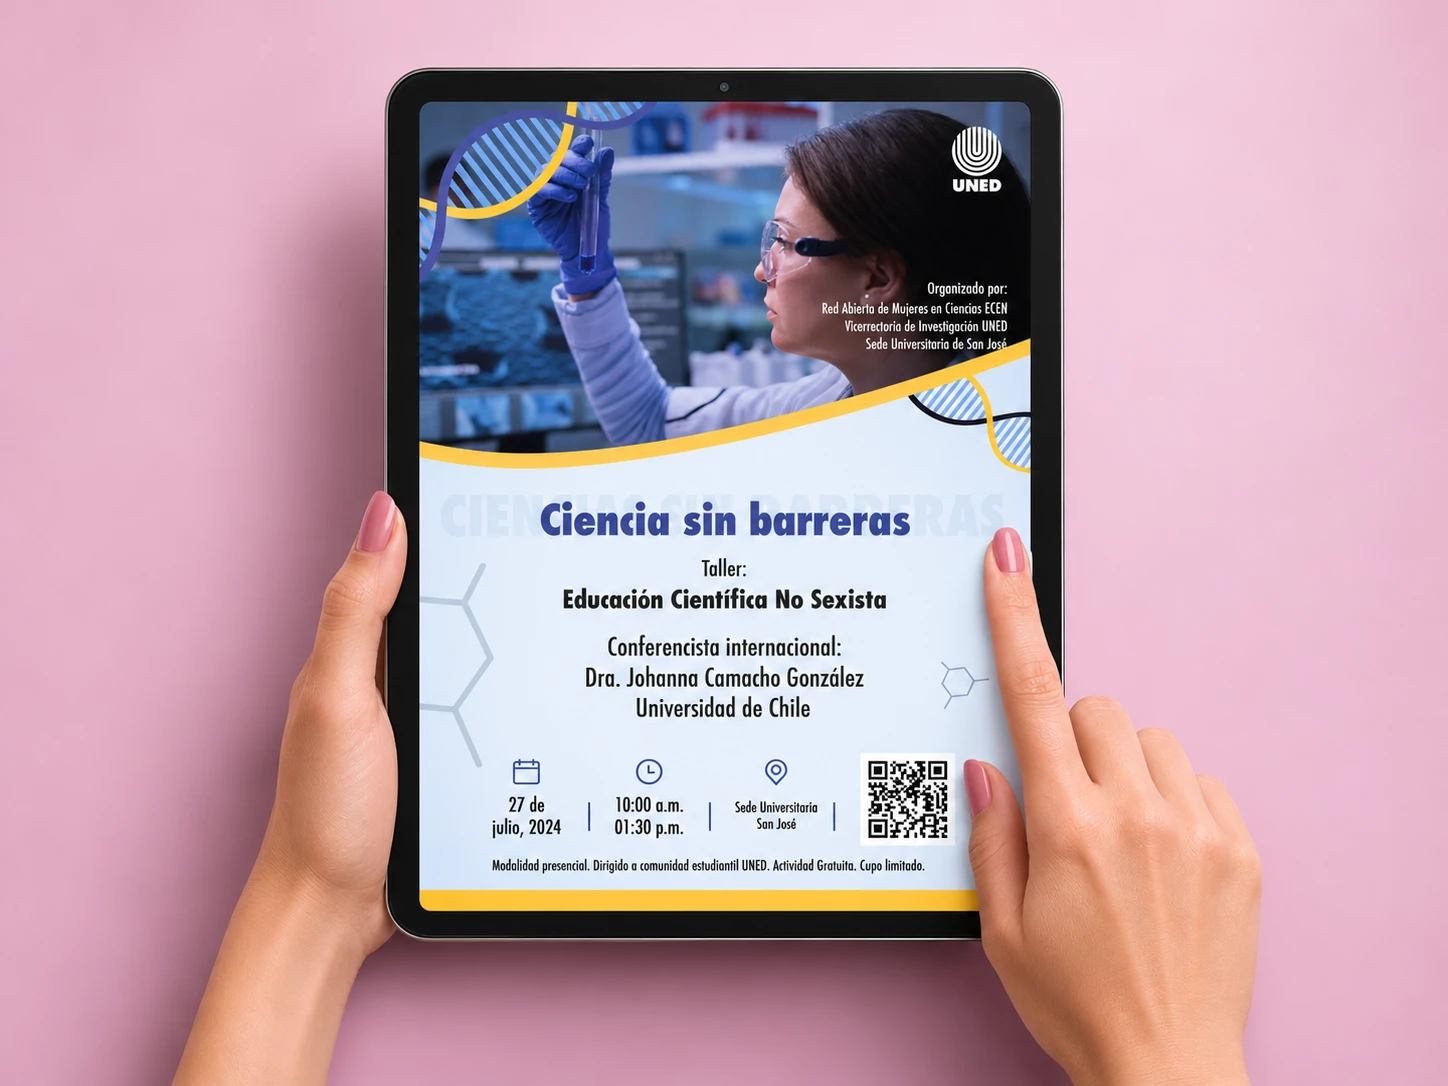 UNED
Organizado por:
Red Abierta de Mujeres en Ciencias ECEN
Vicerrectoría de Investigación UNED
Sede Universitaria de San José
CIENCIAS SIN BARRERAS
Ciencia sin barreras
Taller:
Educación Científica No Sexista
Conferencista internacional:
Dra. Johanna Camacho González
Universidad de Chile
27 de
julio, 2024
10:00 a.m.
01:30 p.m.
Sede Universitaria
San José
Modalidad presencial. Dirigido a comunidad estudiantil UNED. Actividad Gratuita. Cupo limitado.